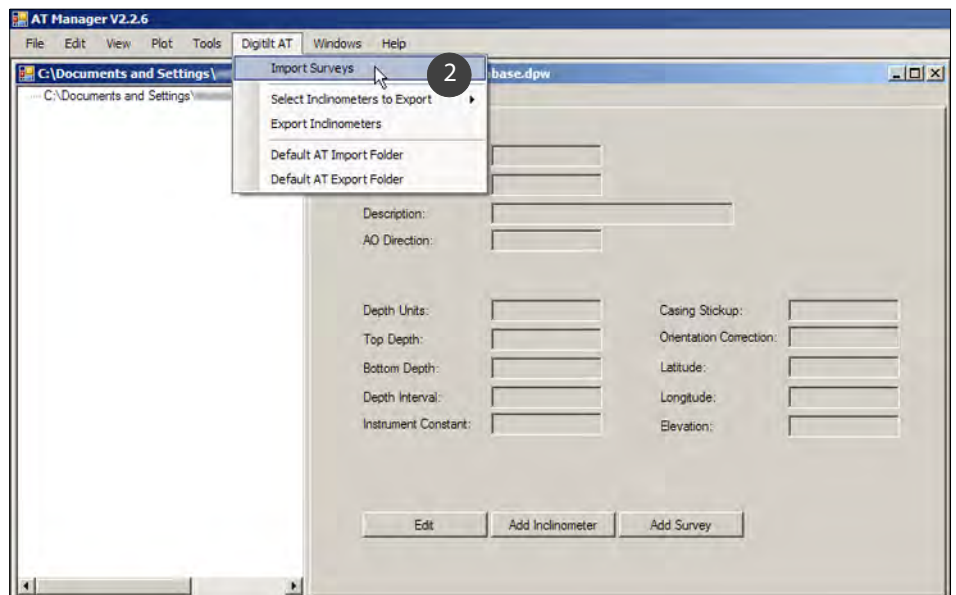 AT Manager V2.2.6
File Edit View Plot Tools Digitilt AT Windows Help
C:\Documents and Settings\ base.dpw
Import Surveys
2
C:\Documents and Settings\
Select Inclinometers to Export
Export Inclinometers
Default AT Import Folder
Default AT Export Folder
Description:
AO Direction:
Depth Units:
Casing Stickup:
Top Depth:
Orientation Correction:
Bottom Depth:
Latitude:
Depth Interval:
Longitude:
Instrument Constant:
Elevation:
Edit
Add Inclinometer
Add Survey